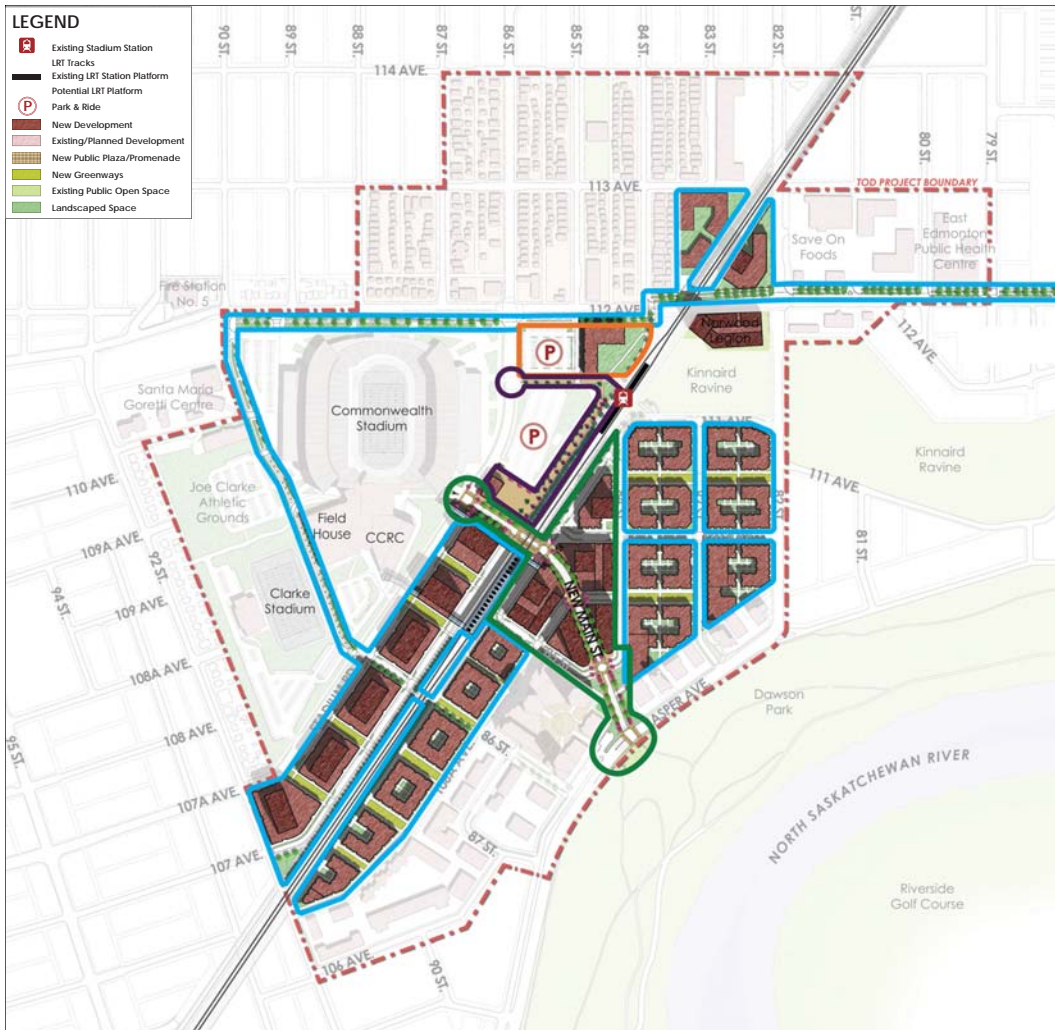 LEGEND
Existing Stadium Station
LRT Tracks
Existing LRT Station Platform
Potential LRT Platform
P
Park & Ride
New Development
Existing/Planned Development
New Public Plaza/Promenade
New Greenways
Existing Public Open Space
Landscaped Space
90 ST.
89 ST.
88 ST.
87 ST.
86 ST.
85 ST.
84 ST.
83 ST.
82 ST.
114 AVE.
80 ST.
79 ST.
113 AVE.
TOD PROJECT BOUNDARY
Save On
Foods
East
Edmonton
Public Health
Centre
Fire Station
No. 5
112 AVE.
112 AVE.
Norwood
Legion
P
Kinnaird
Ravine
Santa Maria
Goretti Centre
Commonwealth
Stadium
P
111 AVE.
111 AVE.
Kinnaird
Ravine
110 AVE.
Joe Clarke
Athletic
Grounds
82 ST.
109A AVE.
92 ST.
Field
House
CCRC
81 ST.
94 ST.
109 AVE.
Clarke
Stadium
NEW MAIN ST.
108A AVE.
Dawson
Park
95 ST.
108 AVE.
86 ST.
JASPER AVE.
NORTH SASKATCHEWAN RIVER
107A AVE.
107 AVE.
87 ST.
Riverside
Golf Course
106 AVE.
90 ST.